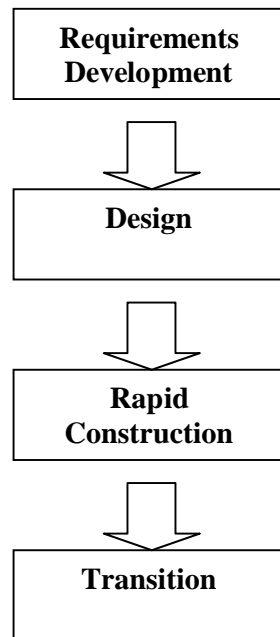 Requirements
Development
Design
Rapid
Construction
Transition